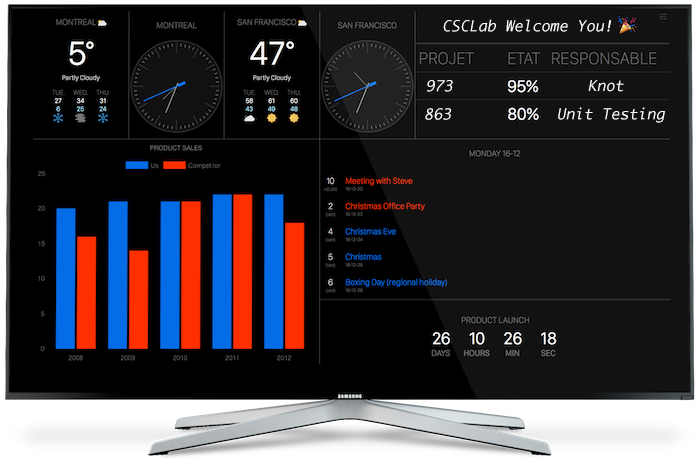 MONTREAL
5°
Partly Cloudy
TUE. WED. THU.
27 34 31
6 25 24
MONTREAL
SAN FRANCISCO
47°
Partly Cloudy
TUE. WED. THU.
58 61 60
43 49 48
SAN FRANCISCO
CSCLab Welcome You! 🎉
PROJET ETAT RESPONSABLE
973 95% Knot
863 80% Unit Testing
PRODUCT SALES
Us Competitor
25
20
15
10
5
0
2008 2009 2010 2011 2012
MONDAY 16-12
10 HOURS Meeting with Steve
16-12-22
2 DAYS Christmas Office Party
16-12-23
4 DAYS Christmas Eve
16-12-24
5 DAYS Christmas
16-12-25
6 DAYS Boxing Day (regional holiday)
16-12-26
PRODUCT LAUNCH
26 10 26 18
DAYS HOURS MIN SEC
SAMSUNG